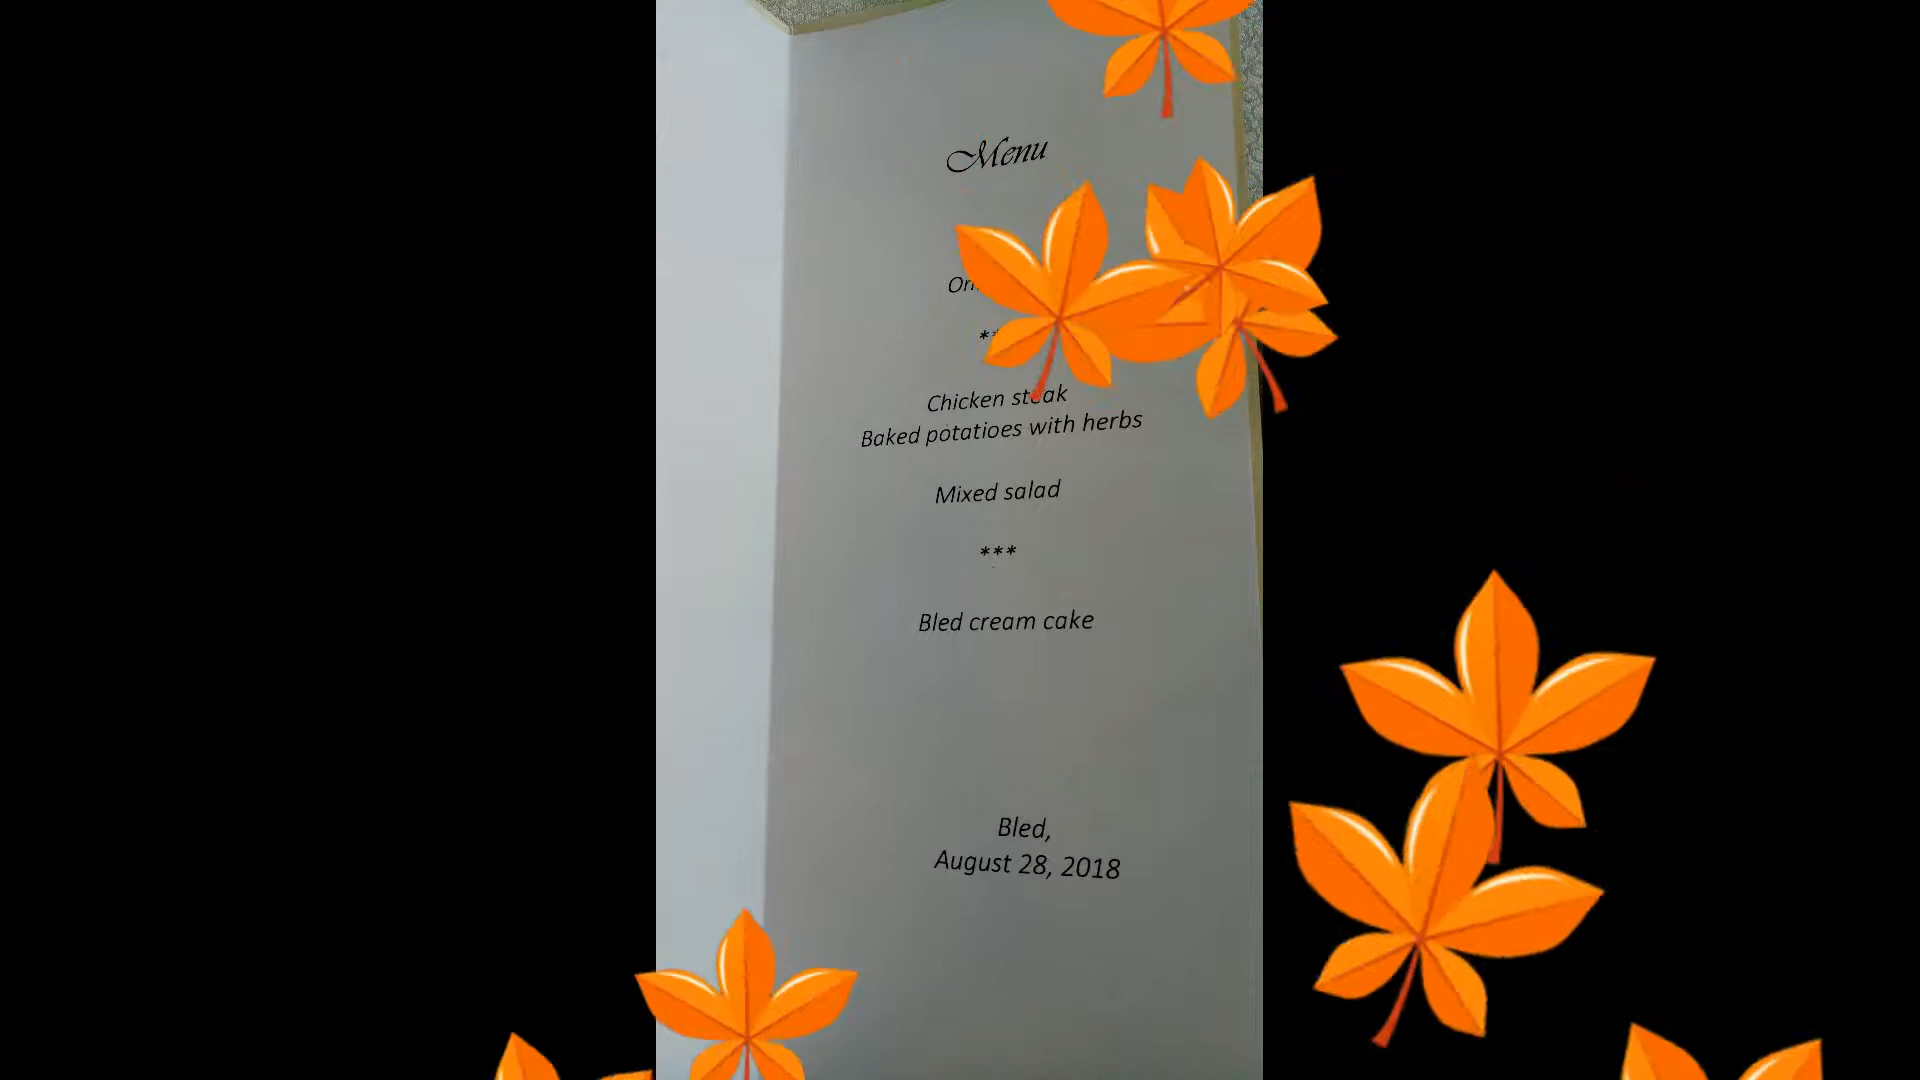 Menu
***
Chicken steak
Baked potatioes with herbs
Mixed salad
***
Bled cream cake
Bled,
August 28, 2018